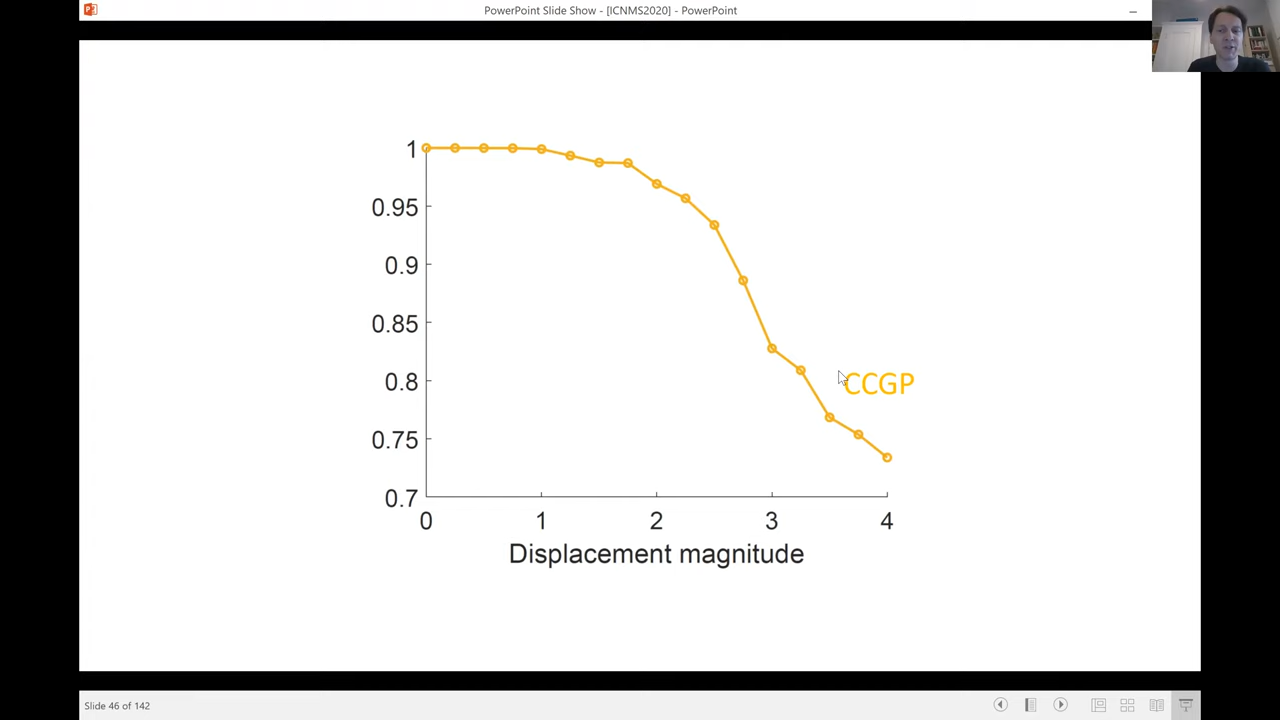 PowerPoint Slide Show - [ICNMS2020] - PowerPoint
1
0.95
0.9
0.85
0.8
0.75
0.7
CCGP
0 1 2 3 4
Displacement magnitude
Slide 46 of 142